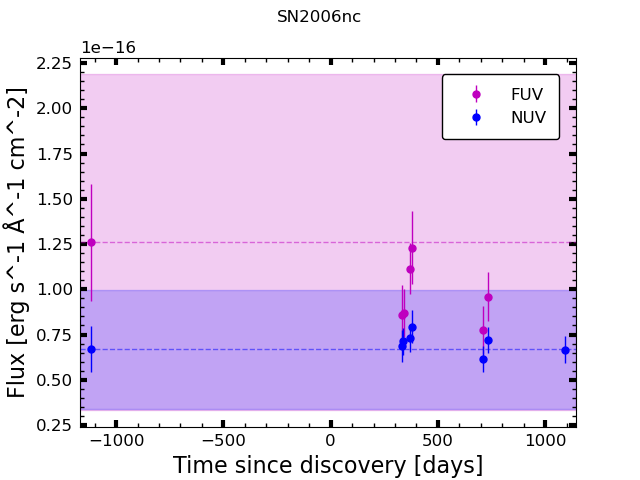 SN2006nc
1e−16
2.25
2.00
1.75
1.50
1.25
1.00
0.75
0.50
0.25
Flux [erg s^-1 Å^-1 cm^-2]
FUV
NUV
−1000 −500 0 500 1000
Time since discovery [days]